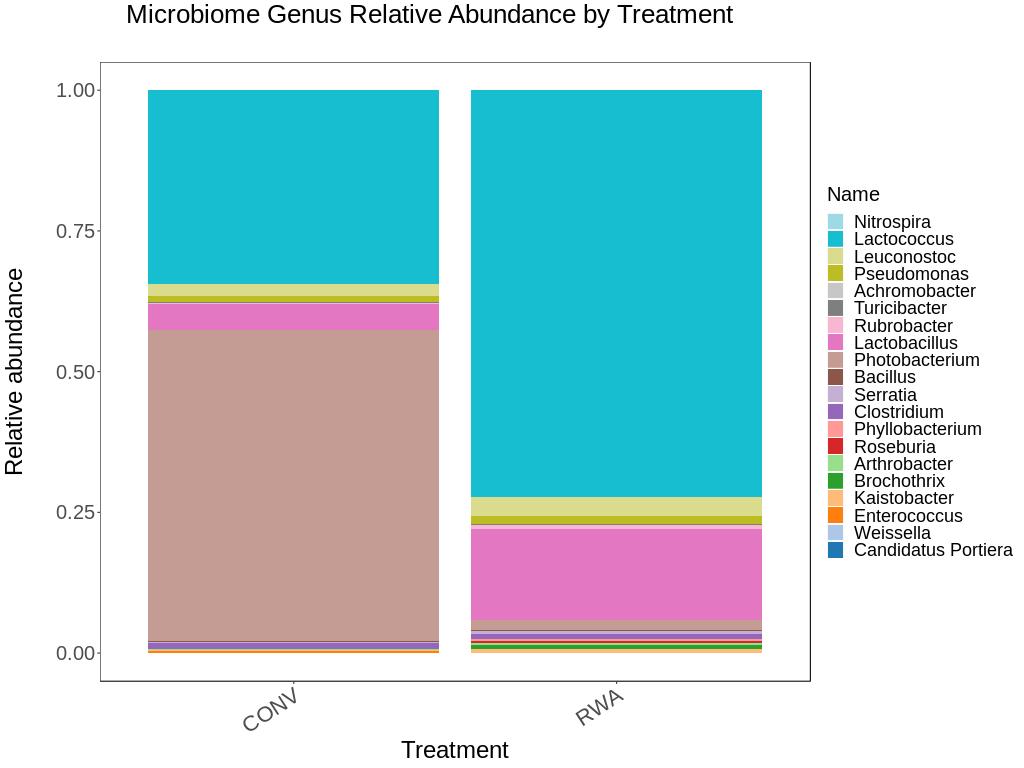 Microbiome Genus Relative Abundance by Treatment
1.00
0.75
0.50
0.25
0.00
Relative abundance
CONV
RWA
Treatment
Name
Nitrospira
Lactococcus
Leuconostoc
Pseudomonas
Achromobacter
Turicibacter
Rubrobacter
Lactobacillus
Photobacterium
Bacillus
Serratia
Clostridium
Phyllobacterium
Roseburia
Arthrobacter
Brochothrix
Kaistobacter
Enterococcus
Weissella
Candidatus Portiera